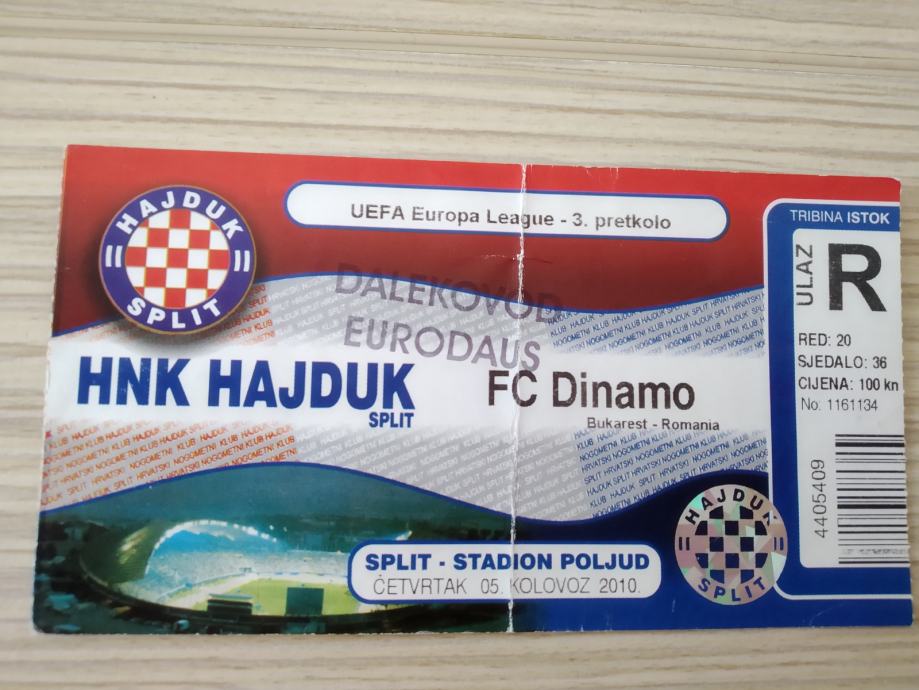 HAJDUK
SPLIT
UEFA Europa League - 3. pretkolo
DALEKOVOD
EURODAUS
HNK HAJDUK
SPLIT
FC Dinamo
Bukarest - Romania
SPLIT - STADION POLJUD
ČETVRTAK 05. KOLOVOZ 2010.
HAJDUK
SPLIT
TRIBINA ISTOK
ULAZ
R
RED: 20
SJEDALO: 36
CIJENA: 100 kn
No: 1161134
4405409